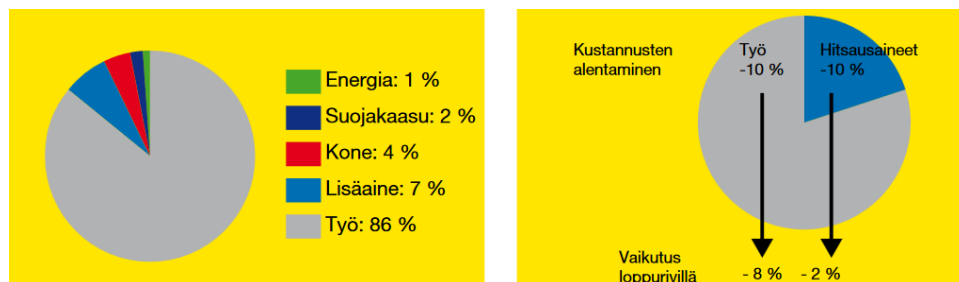 Energia: 1 %
Suojakaasu: 2 %
Kone: 4 %
Lisäaine: 7 %
Työ: 86 %
Kustannusten
alentaminen
Työ
-10 %
Hitsausaineet
-10 %
Vaikutus
loppurivillä
- 8 %
- 2 %